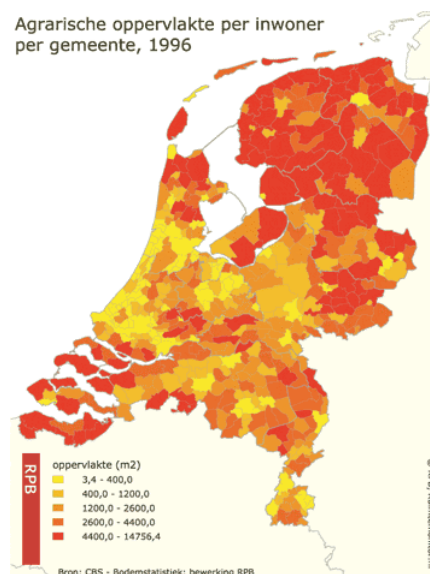 Agrarische oppervlakte per inwoner
per gemeente, 1996
RPB
oppervlakte (m2)
3,4 - 400,0
400,0 - 1200,0
1200,0 - 2600,0
2600,0 - 4400,0
4400,0 - 14756,4
Bron: CBS - Bodemstatistiek; bewerking RPB